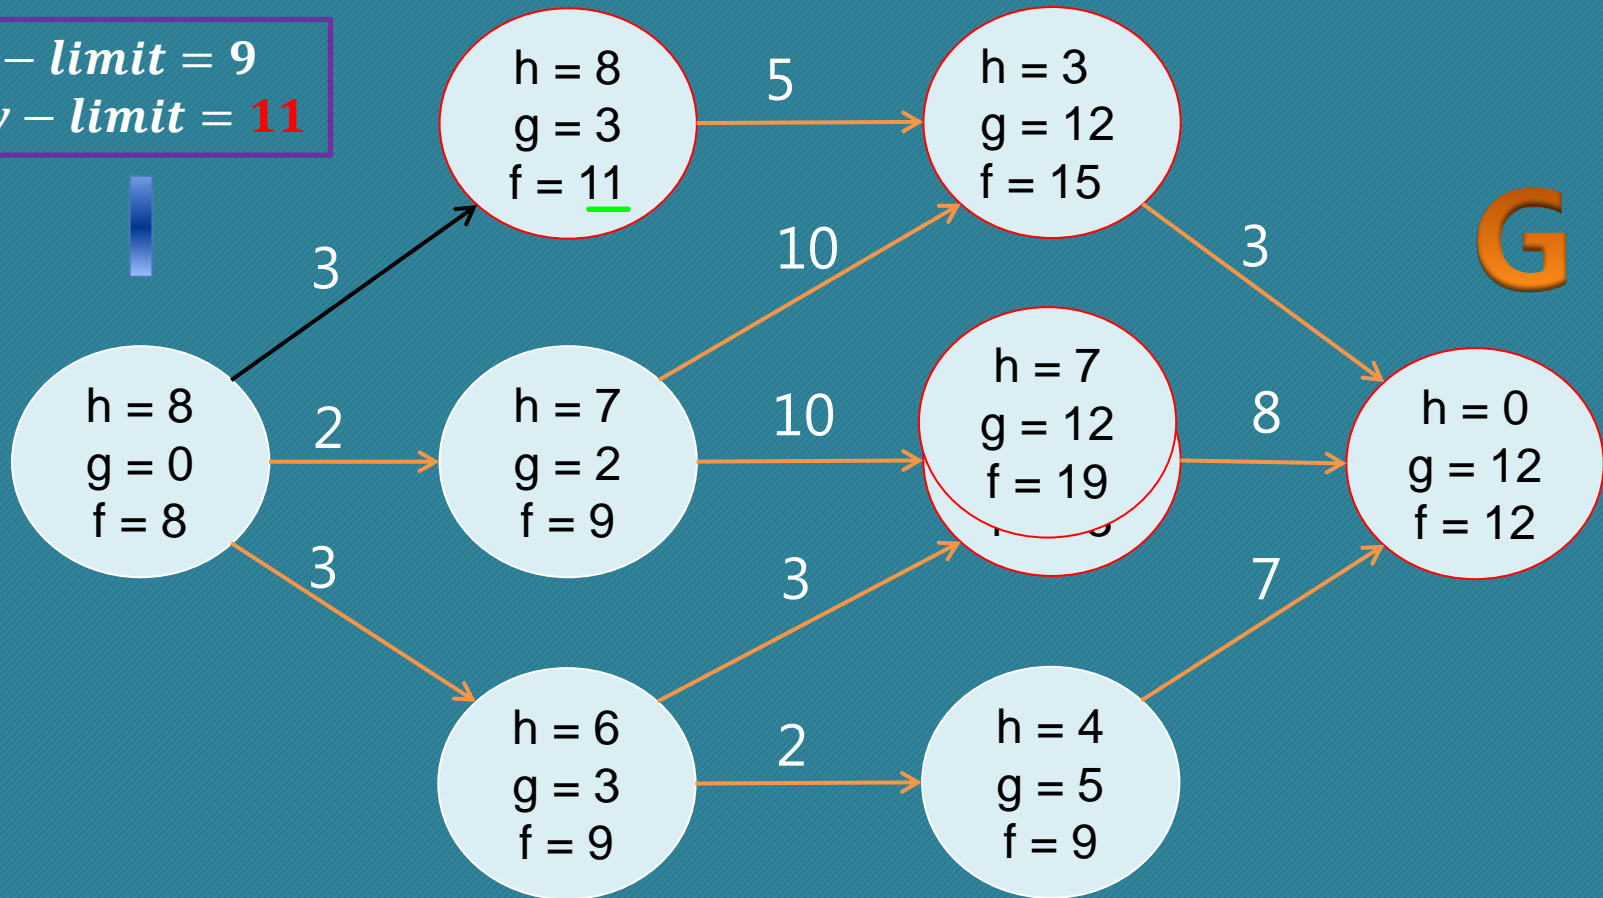 – limit = 9
– limit = 11
I
G
h = 8
g = 3
f = 11
5
h = 3
g = 12
f = 15
3
10
3
h = 8
g = 0
f = 8
2
h = 7
g = 2
f = 9
10
h = 7
g = 12
f = 19
8
h = 0
g = 12
f = 12
3
3
7
h = 6
g = 3
f = 9
2
h = 4
g = 5
f = 9